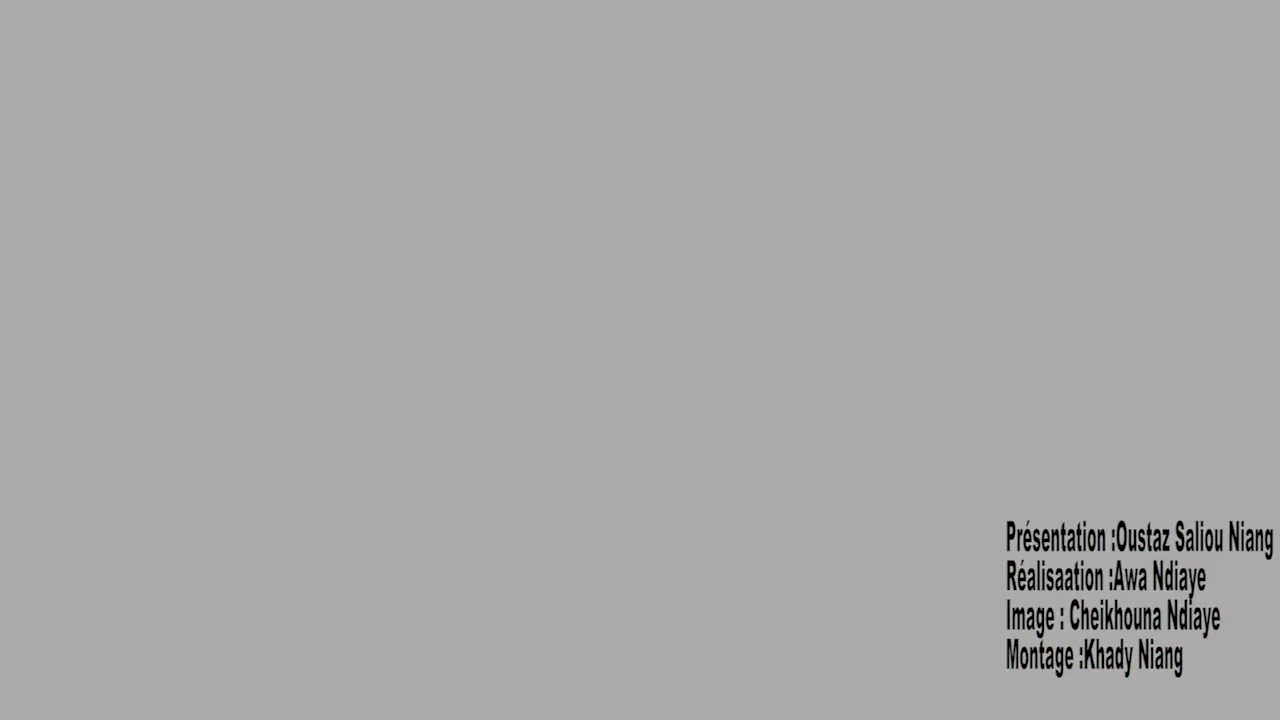 Présentation :Oustaz Saliou Niang
Réalisaation :Awa Ndiaye
Image : Cheikhouna Ndiaye
Montage :Khady Niang